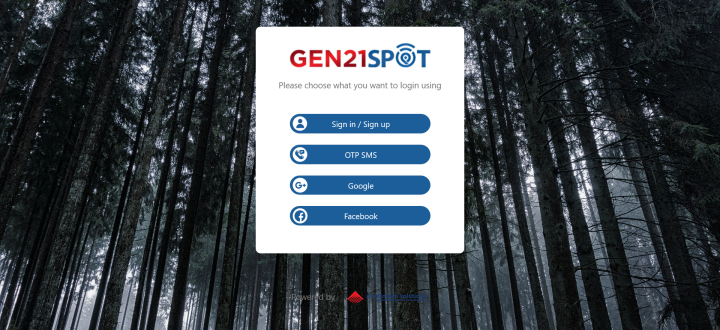 GEN21SPOT
Please choose what you want to login using
Sign in / Sign up
OTP SMS
Google
Facebook
Powered by